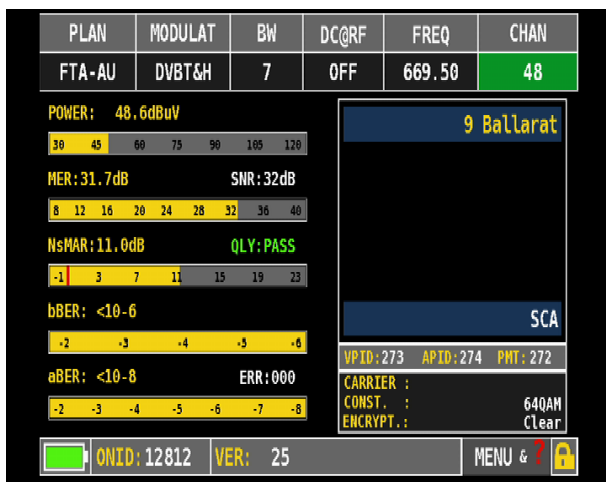 PLAN MODULAT BW DC@RF FREQ CHAN
FTA-AU DVBT&H 7 OFF 669.50 48
POWER: 48.6dBuV
30 45 60 75 90 105 120
MER:31.7dB SNR:32dB
8 12 16 20 24 28 32 36 40
NsMAR:11.0dB QLY:PASS
-1 3 7 11 15 19 23
bBER: <10-6
-2 -3 -4 -5 -6
aBER: <10-8 ERR:000
-2 -3 -4 -5 -6 -7 -8
9 Ballarat
SCA
VPID:273 APID:274 PMT:272
CARRIER :
CONST. : 64QAM
ENCRYPT.: Clear
ONID:12812 VER: 25 MENU & ?